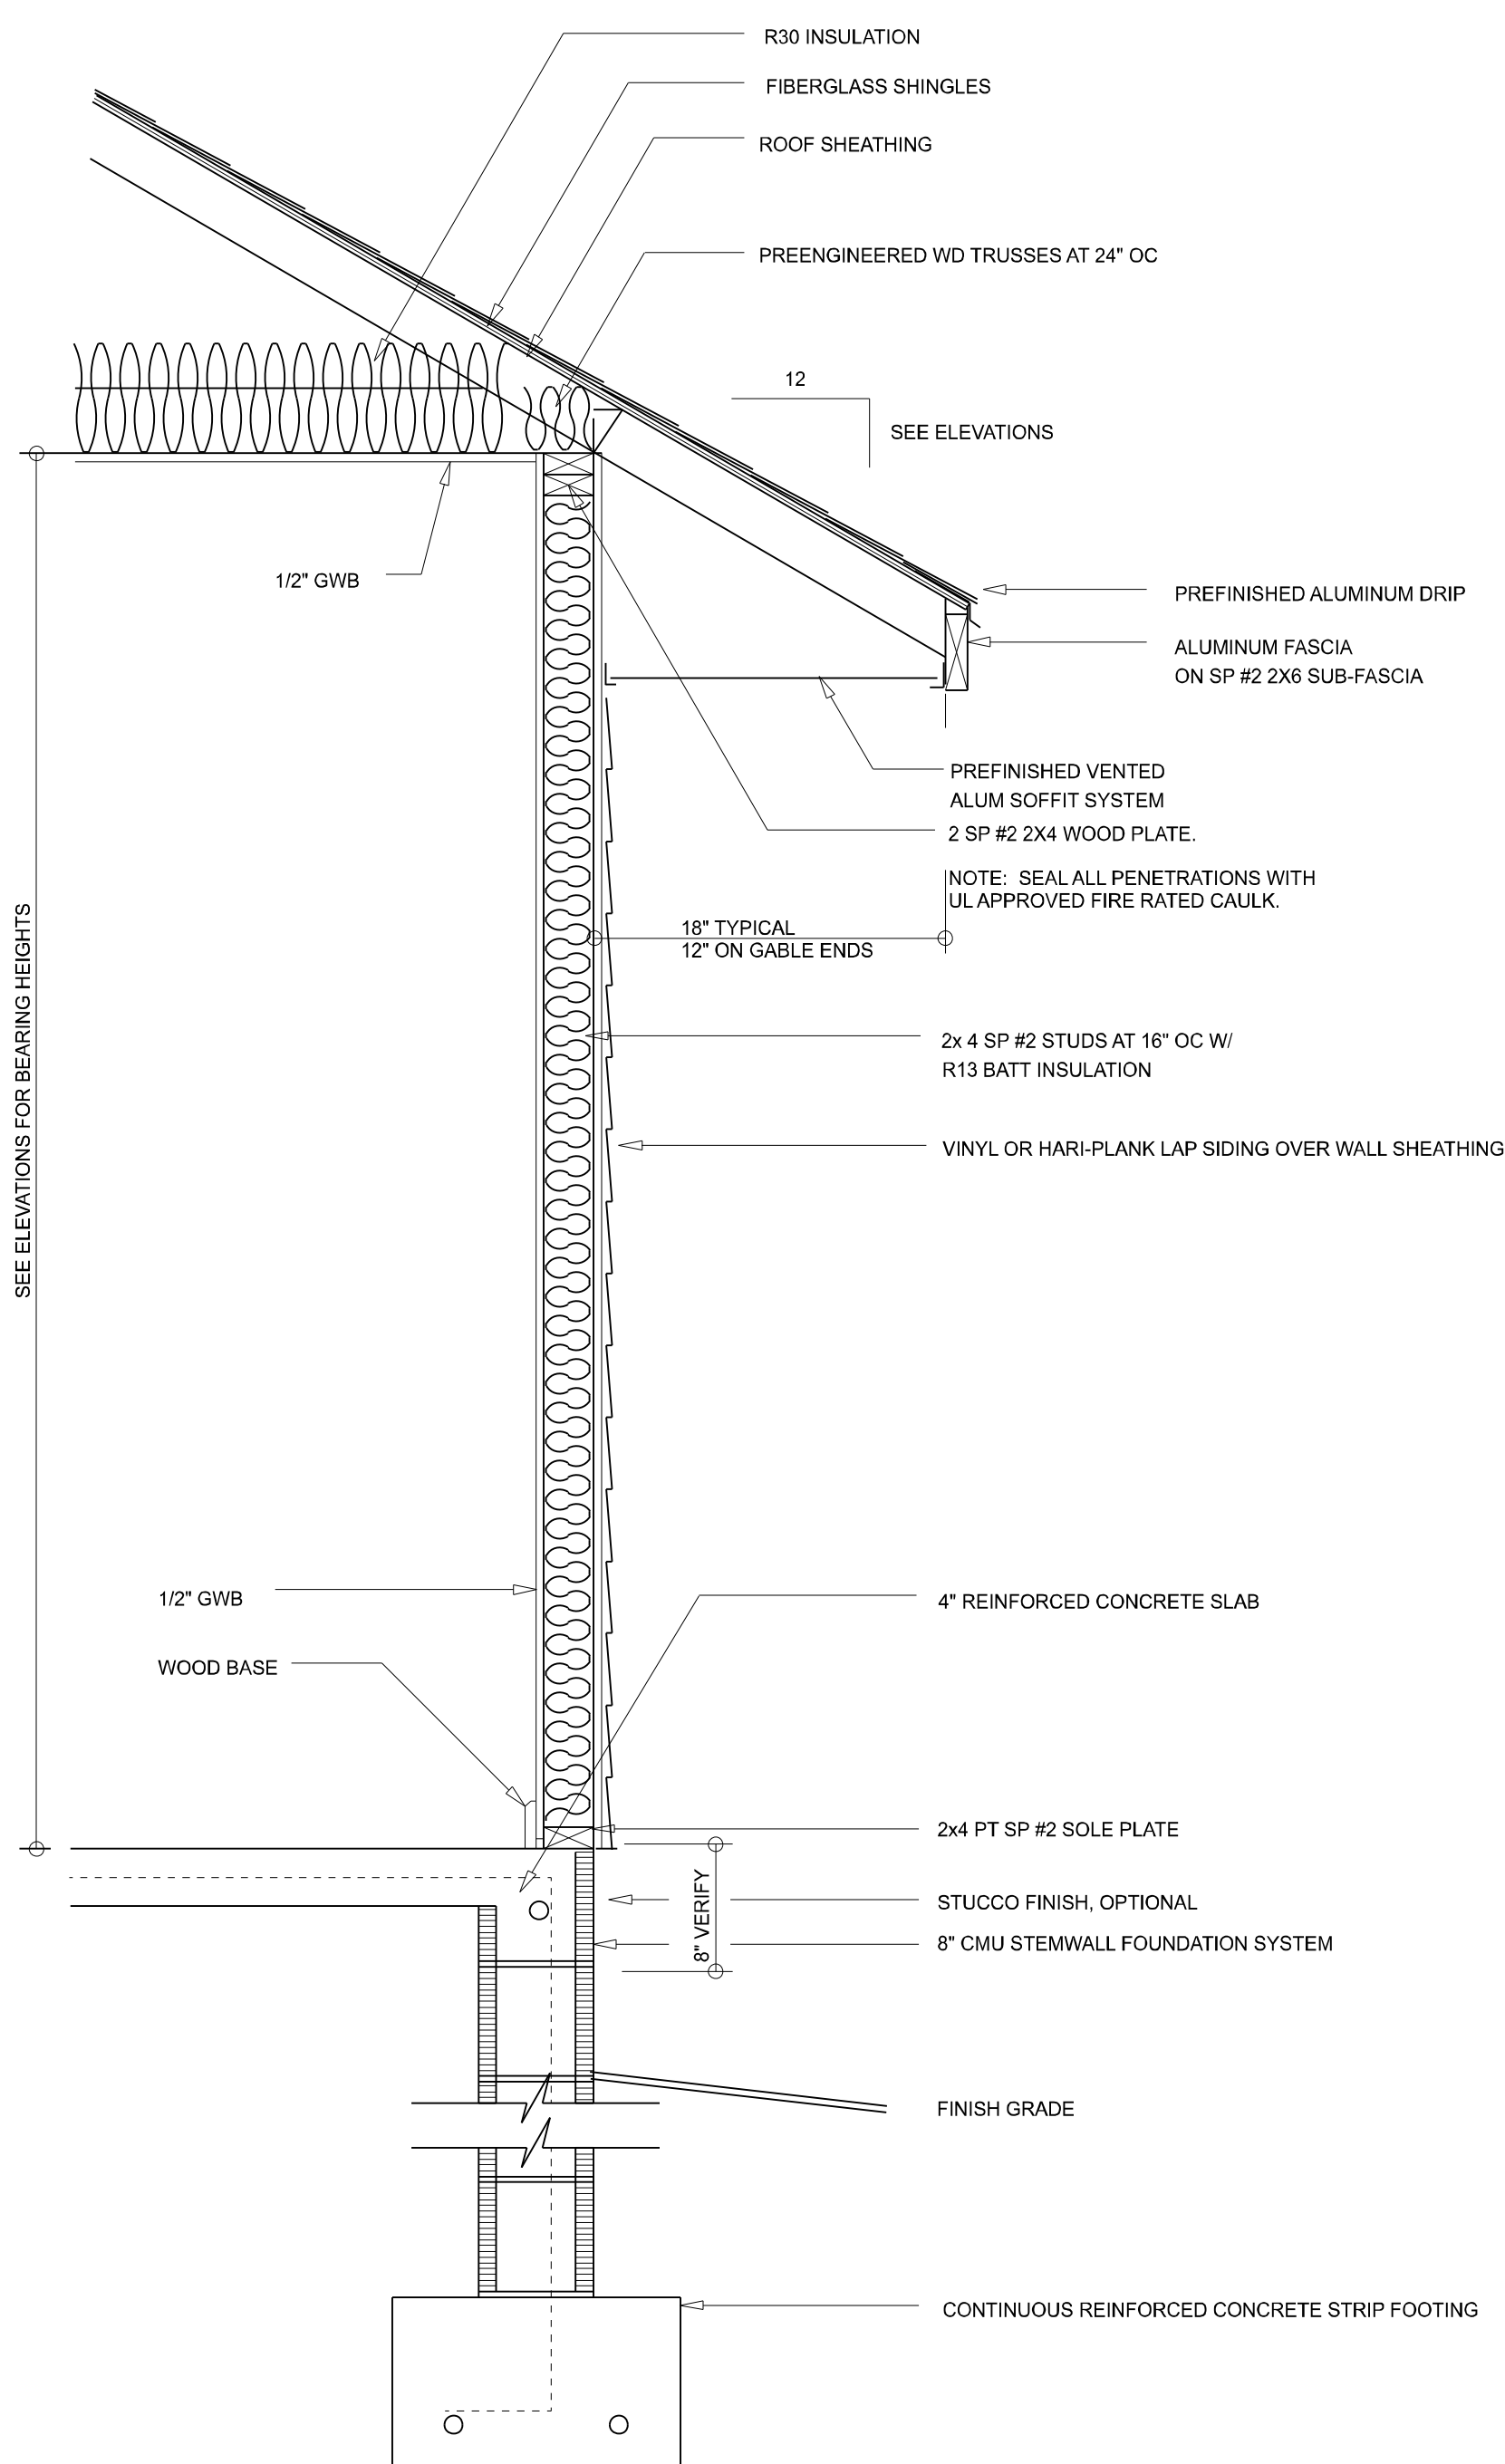 R30 INSULATION
FIBERGLASS SHINGLES
ROOF SHEATHING
PREENGINEERED WD TRUSSES AT 24" OC
12
SEE ELEVATIONS
1/2" GWB
PREFINISHED ALUMINUM DRIP
ALUMINUM FASCIA
ON SP #2 2X6 SUB-FASCIA
PREFINISHED VENTED
ALUM SOFFIT SYSTEM
2 SP #2 2X4 WOOD PLATE.
NOTE: SEAL ALL PENETRATIONS WITH
UL APPROVED FIRE RATED CAULK.
18" TYPICAL
12" ON GABLE ENDS
SEE ELEVATIONS FOR BEARING HEIGHTS
2x 4 SP #2 STUDS AT 16" OC W/
R13 BATT INSULATION
VINYL OR HARI-PLANK LAP SIDING OVER WALL SHEATHING
1/2" GWB
4" REINFORCED CONCRETE SLAB
WOOD BASE
2x4 PT SP #2 SOLE PLATE
8" VERIFY
STUCCO FINISH, OPTIONAL
8" CMU STEMWALL FOUNDATION SYSTEM
FINISH GRADE
CONTINUOUS REINFORCED CONCRETE STRIP FOOTING